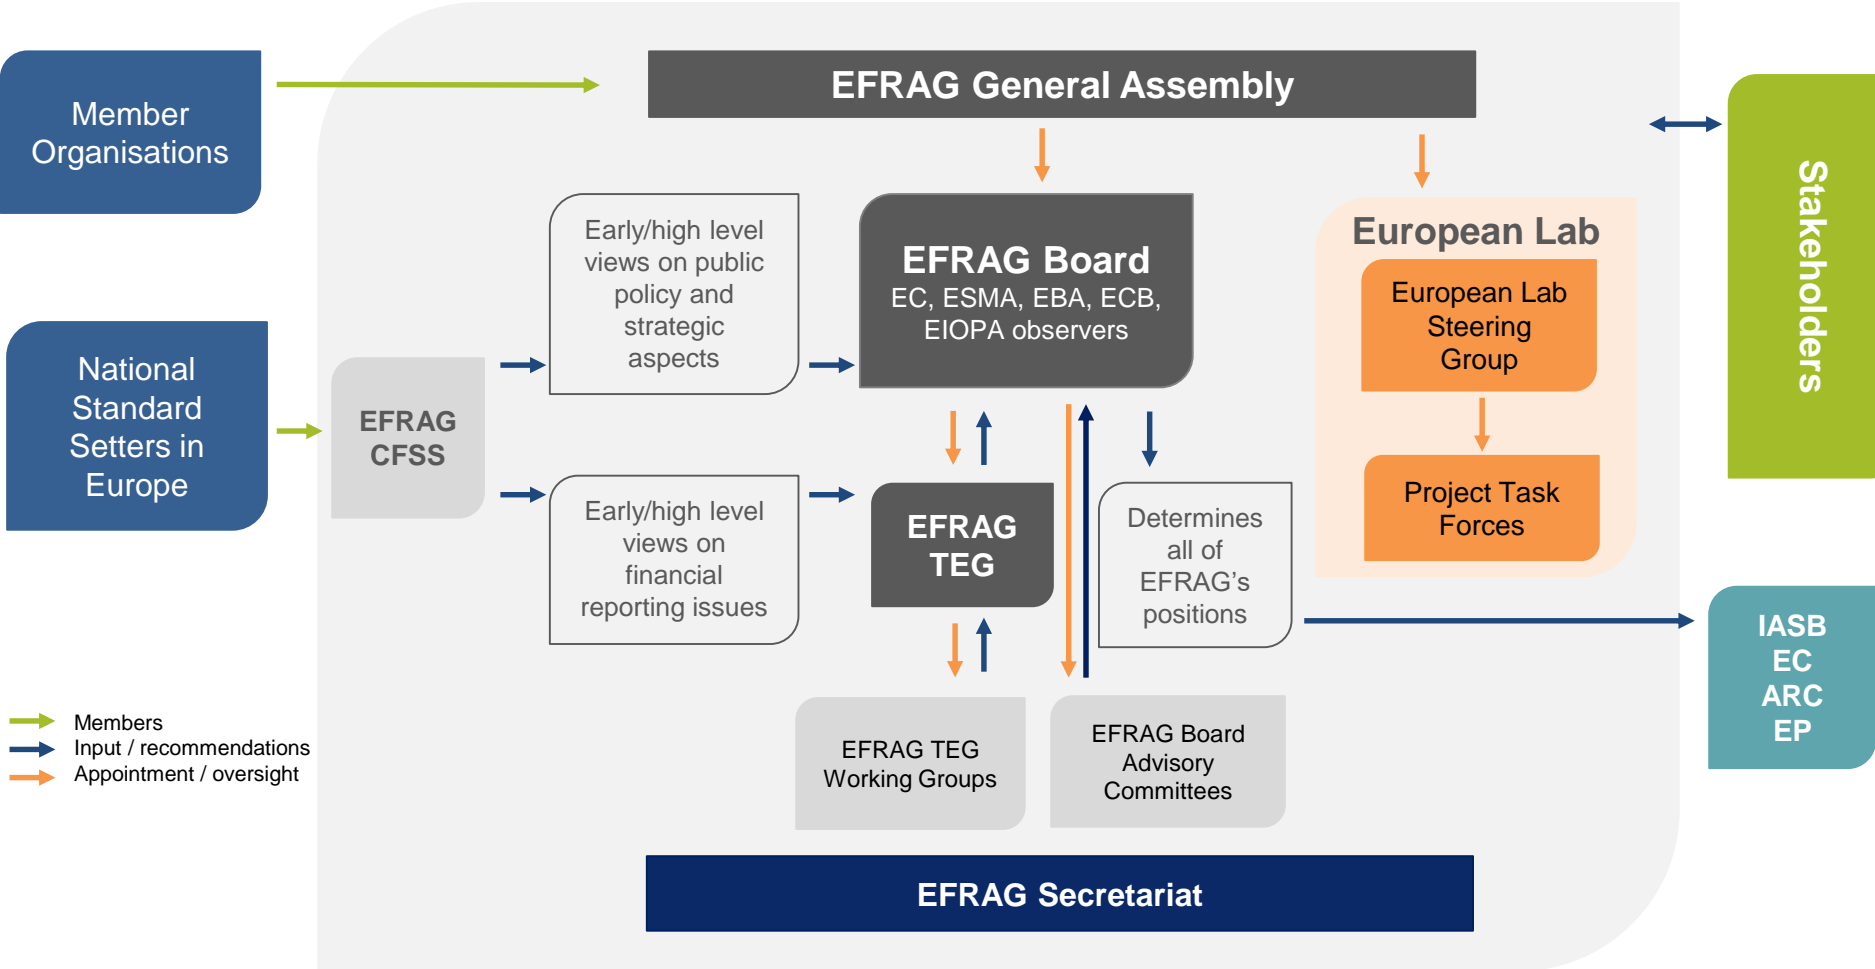 EFRAG General Assembly
Member
Organisations
Stakeholders
Early/high level
views on public
policy and
strategic
aspects
EFRAG Board
EC, ESMA, EBA, ECB,
EIOPA observers
European Lab
European Lab
Steering
Group
National
Standard
Setters in
Europe
EFRAG
CFSS
Early/high level
views on
financial
reporting issues
EFRAG
TEG
Determines
all of
EFRAG’s
positions
Project Task
Forces
IASB
EC
ARC
EP
Members
Input / recommendations
Appointment / oversight
EFRAG TEG
Working Groups
EFRAG Board
Advisory
Committees
EFRAG Secretariat